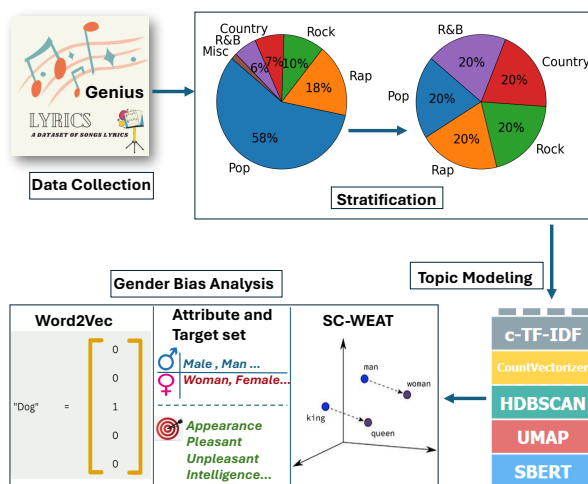 Genius
LYRICS
A DATASET OF SONGS LYRICS
Data Collection
Country
R&B
Misc
Rock
Rap
Pop
6%
7%
10%
18%
58%
R&B
Country
Pop
Rap
Rock
20%
20%
20%
20%
20%
Stratification
Gender Bias Analysis
Topic Modeling
Word2Vec
"Dog" =
0
0
1
0
0
Attribute and
Target set
Male , Man ...
Woman, Female...
Appearance
Pleasant
Unpleasant
Intelligence...
SC-WEAT
man
woman
king
queen
c-TF-IDF
CountVectorizer
HDBSCAN
UMAP
SBERT